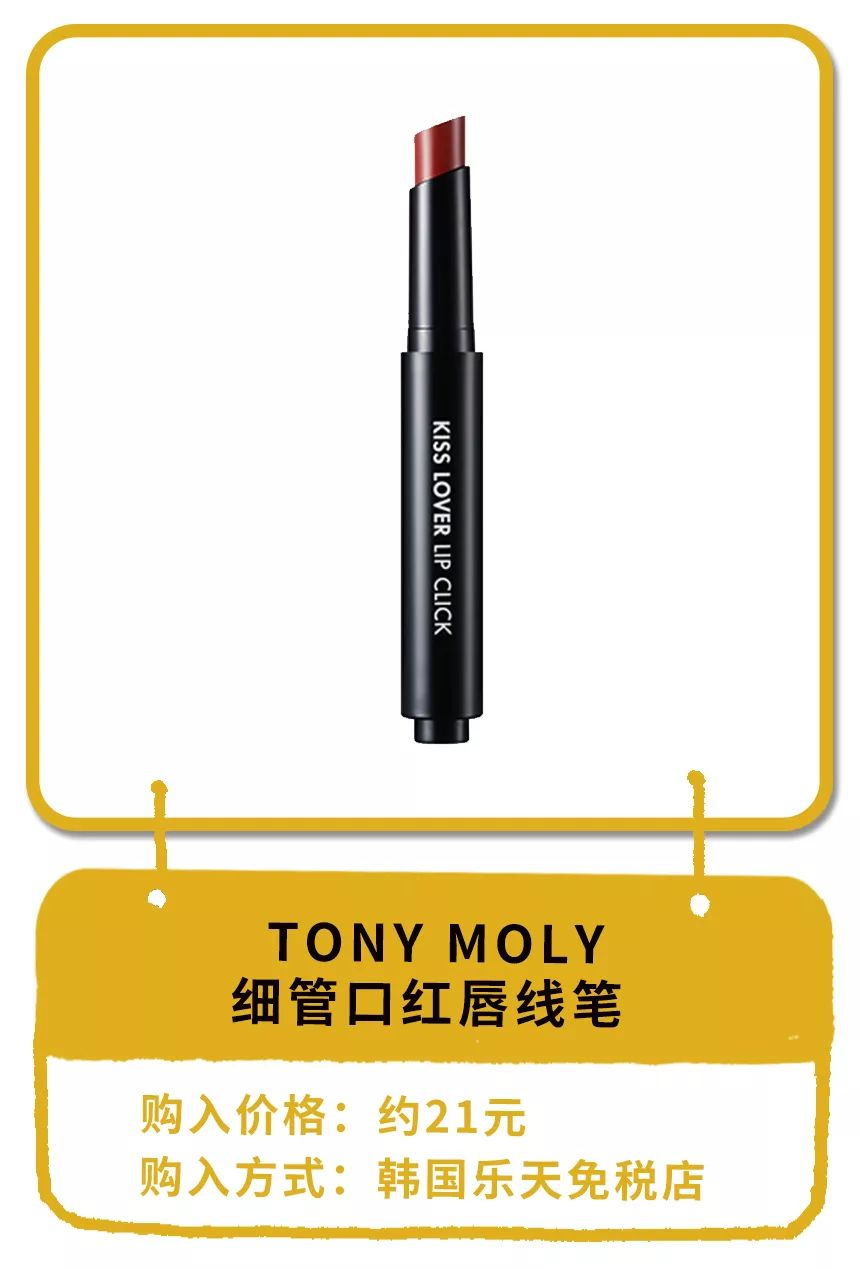 KISS LOVER LIP CLICK
TONY MOLY
细管口红唇线笔
购入价格：约21元
购入方式：韩国乐天免税店